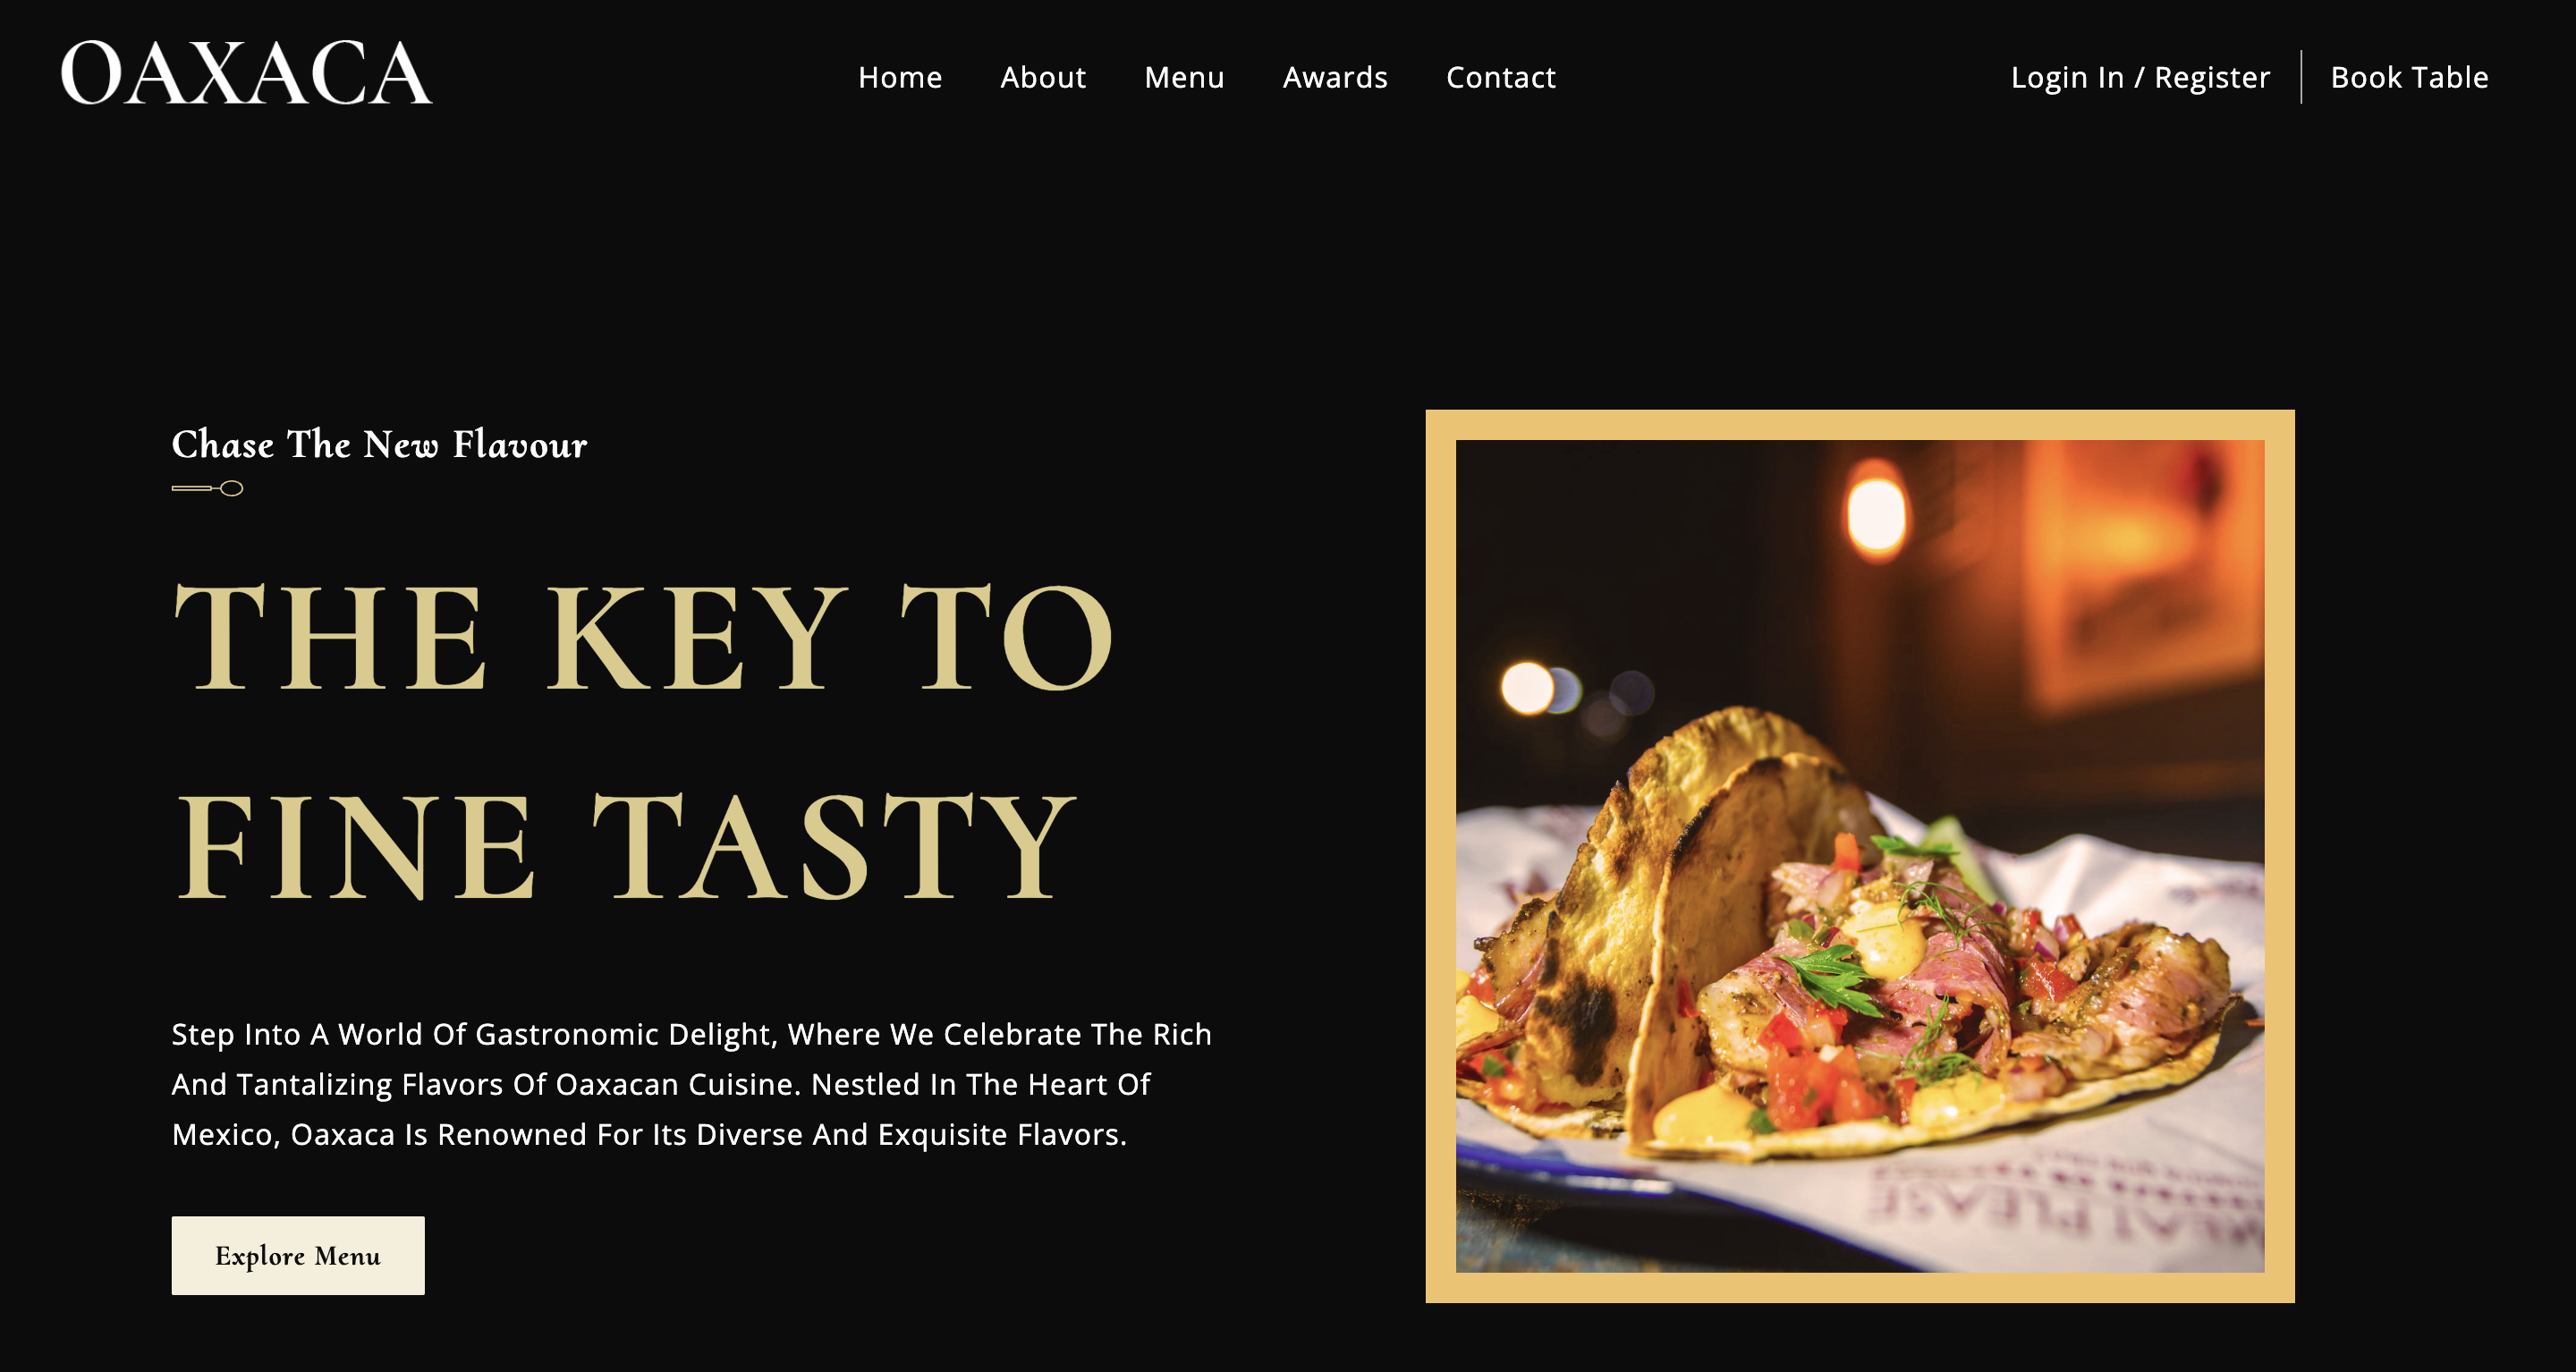 OAXACA
Home
About
Menu
Awards
Contact
Login In / Register
Book Table
Chase The New Flavour
THE KEY TO
FINE TASTY
Step Into A World Of Gastronomic Delight, Where We Celebrate The Rich
And Tantalizing Flavors Of Oaxacan Cuisine. Nestled In The Heart Of
Mexico, Oaxaca Is Renowned For Its Diverse And Exquisite Flavors.
Explore Menu
PLEASE